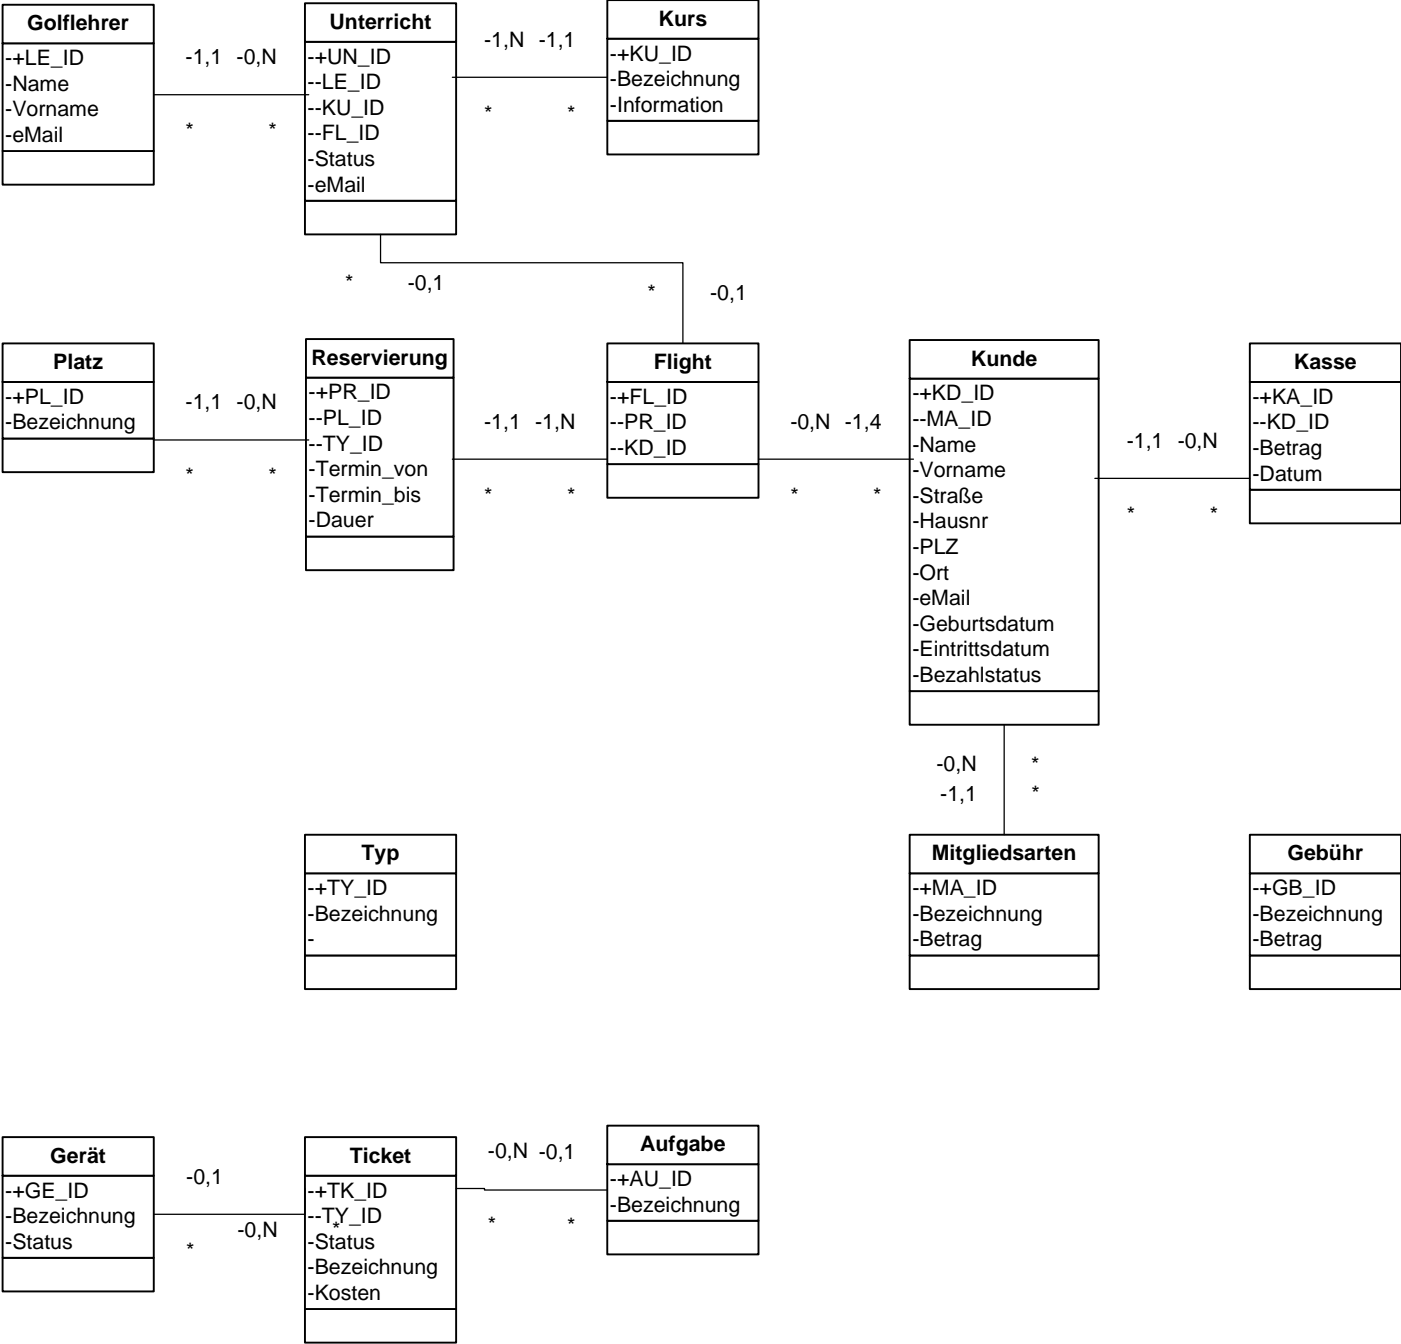 Golflehrer
-+LE_ID
-Name
-Vorname
-eMail
-1,1 -0,N
* *
Unterricht
-+UN_ID
--LE_ID
--KU_ID
--FL_ID
-Status
-eMail
-1,N -1,1
* *
Kurs
-+KU_ID
-Bezeichnung
-Information
* -0,1
* -0,1
Platz
-+PL_ID
-Bezeichnung
-1,1 -0,N
* *
Reservierung
-+PR_ID
--PL_ID
--TY_ID
-Termin_von
-Termin_bis
-Dauer
-1,1 -1,N
* *
Flight
-+FL_ID
--PR_ID
--KD_ID
-0,N -1,4
* *
Kunde
-+KD_ID
--MA_ID
-Name
-Vorname
-Straße
-Hausnr
-PLZ
-Ort
-eMail
-Geburtsdatum
-Eintrittsdatum
-Bezahlstatus
-1,1 -0,N
* *
Kasse
-+KA_ID
--KD_ID
-Betrag
-Datum
-0,N *
-1,1 *
Typ
-+TY_ID
-Bezeichnung
-
Mitgliedsarten
-+MA_ID
-Bezeichnung
-Betrag
Gebühr
-+GB_ID
-Bezeichnung
-Betrag
Gerät
-+GE_ID
-Bezeichnung
-Status
-0,1
-0,N
*
Ticket
-+TK_ID
--TY_ID
*
-Status
-Bezeichnung
-Kosten
-0,N -0,1
* *
Aufgabe
-+AU_ID
-Bezeichnung